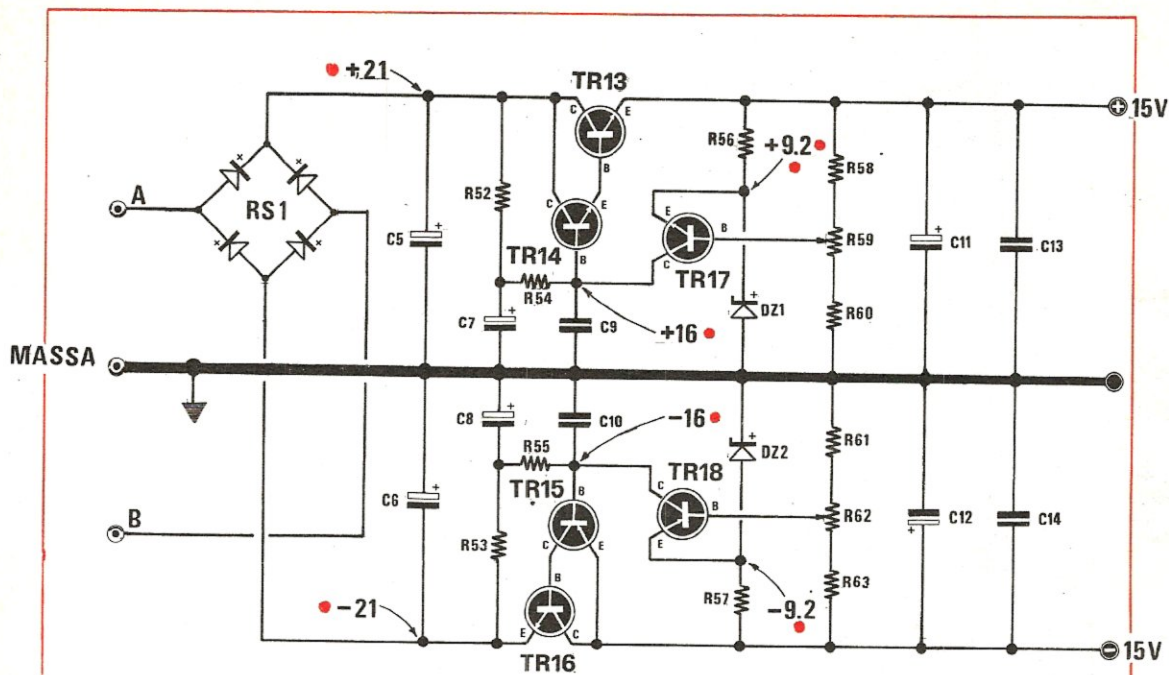 +21
TR13
15V
A
RS1
R56
+9.2
R58
R52
C5
TR14
R54
TR17
R59
C11
C13
C7
C9
+16
DZ1
R60
MASSA
C8
C10
-16
R55
TR18
DZ2
R61
TR15
C6
R62
C12
C14
B
R53
R57
R63
-21
-9.2
TR16
15V
C
E
B
C
E
B
E
B
C
C
B
E
B
C
E
B
E
C